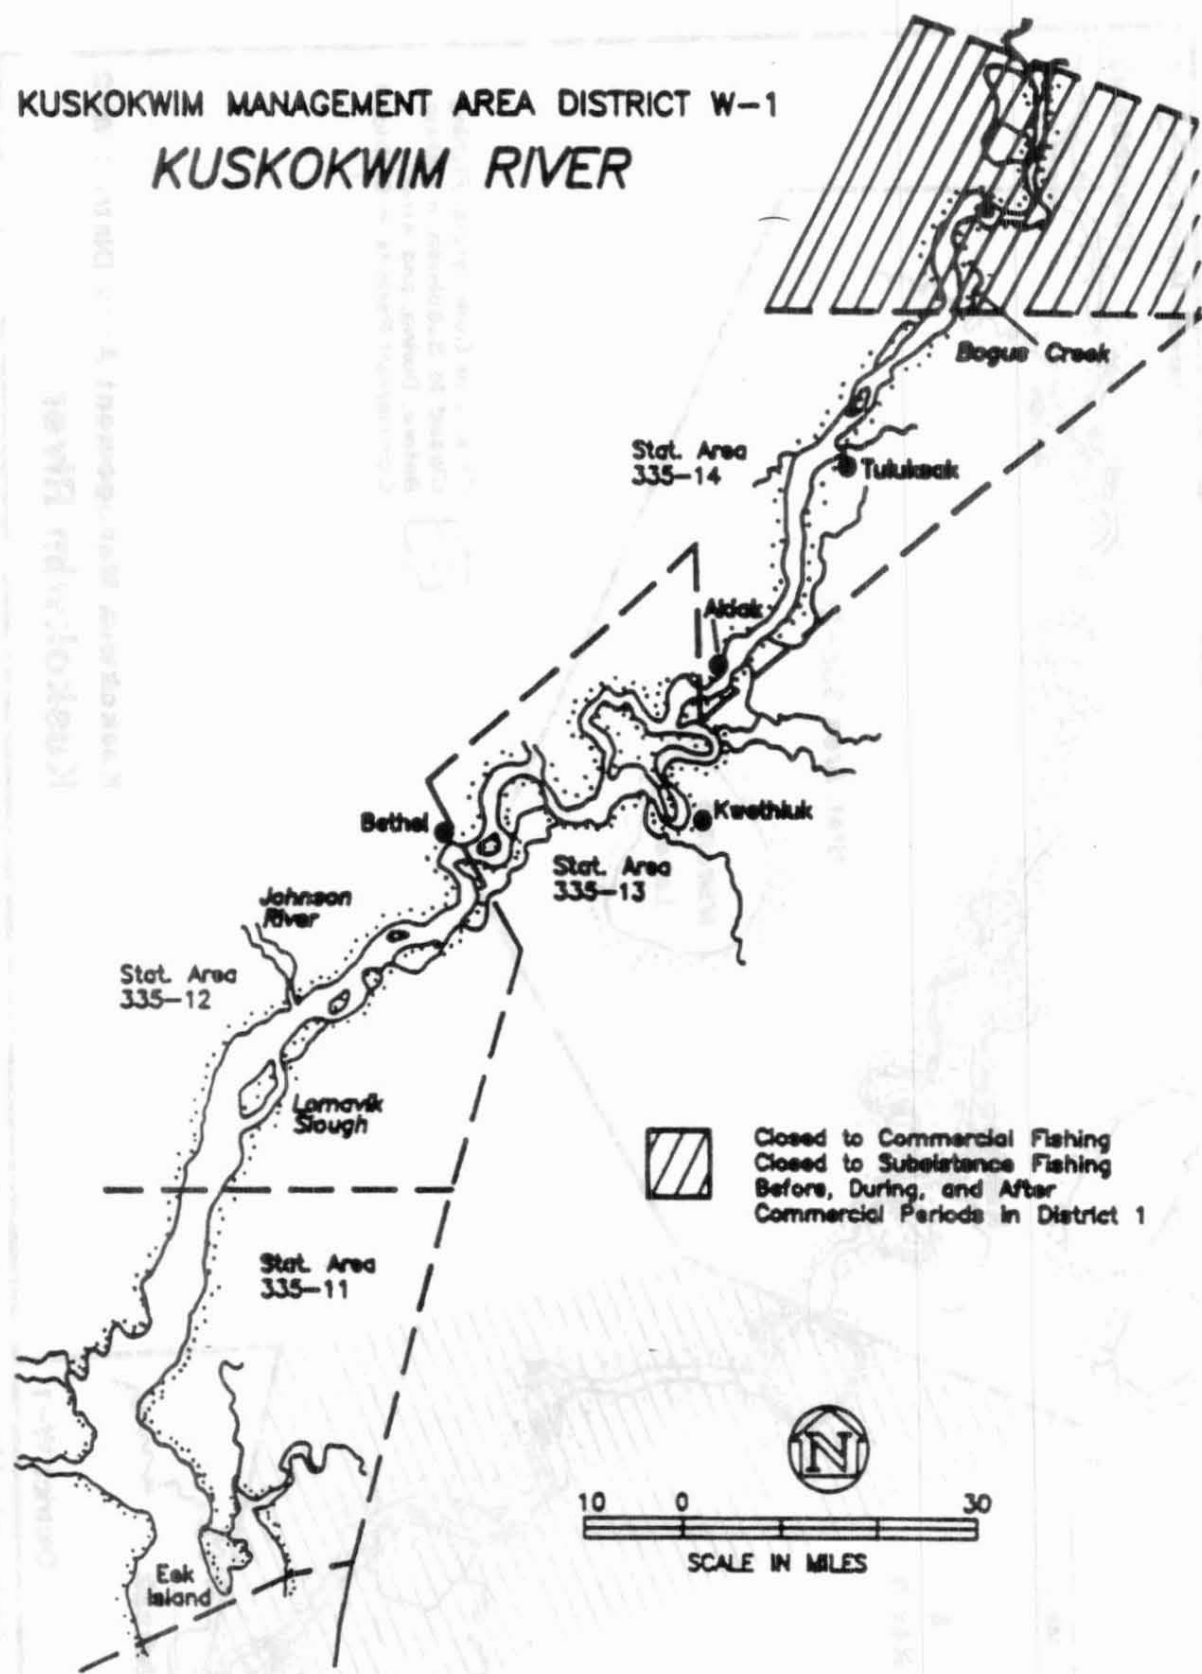 KUSKOKWIM MANAGEMENT AREA DISTRICT W-1
KUSKOKWIM RIVER
Bogus Creek
Stat. Area
335-14
Tuluksak
Akiak
Bethel
Kwethluk
Stat. Area
335-13
Johnson
River
Stat. Area
335-12
Lomavik
Slough
Closed to Commercial Fishing
Closed to Subsistence Fishing
Before, During, and After
Commercial Periods in District 1
Stat. Area
335-11
N
10 0 30
SCALE IN MILES
Eek
Island